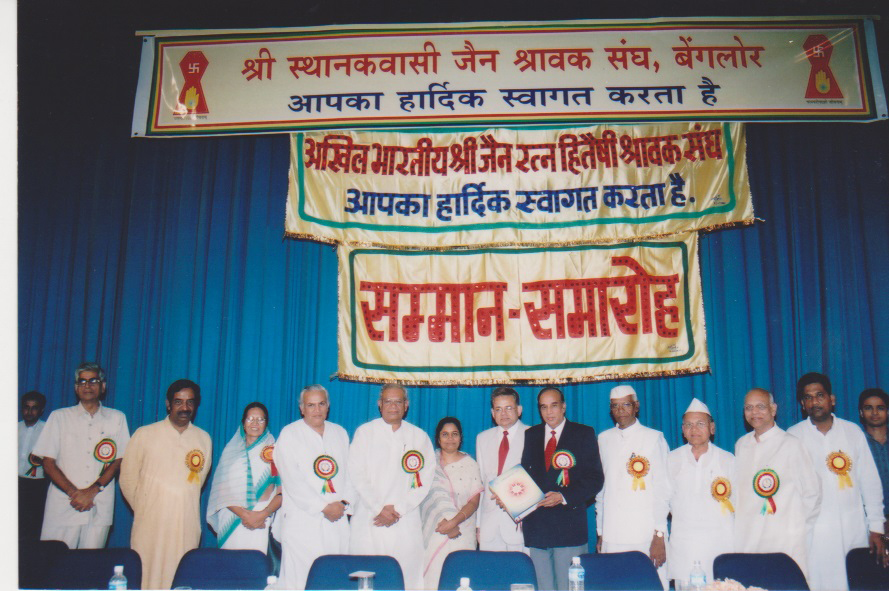 श्री स्थानकवासी जैन श्रावक संघ, बेंगलोर
आपका हार्दिक स्वागत करता है
अखिल भारतीय श्री जैन रत्न हितैषी श्रावक संघ
आपका हार्दिक स्वागत करता है.
सम्मान-समारोह